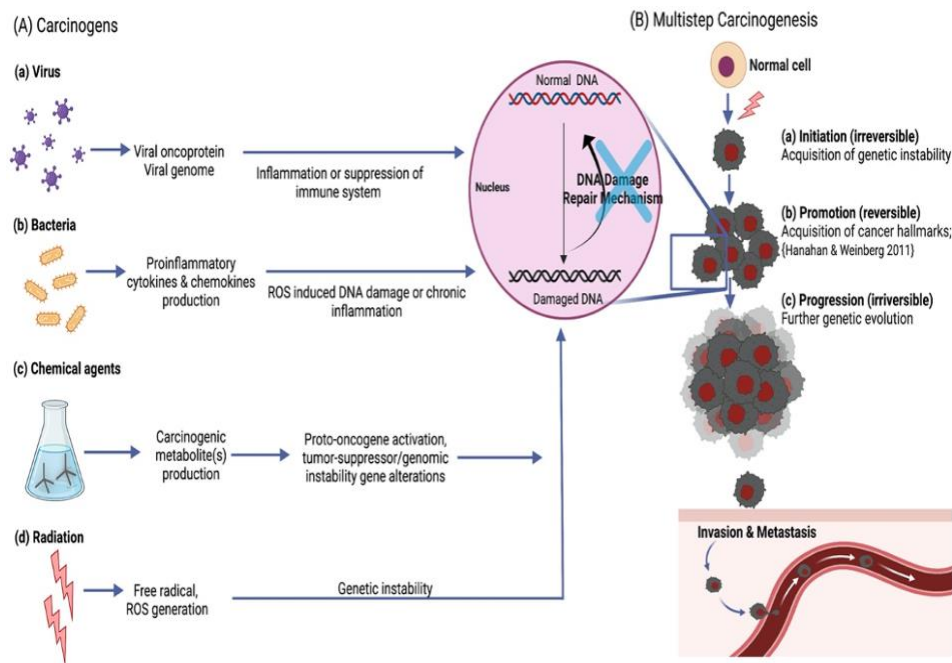 (A) Carcinogens
(a) Virus
Viral oncoprotein
Viral genome
Inflammation or suppression of
immune system
(b) Bacteria
Proinflammatory
cytokines & chemokines
production
ROS induced DNA damage or chronic
inflammation
(c) Chemical agents
Carcinogenic
metabolite(s)
production
Proto-oncogene activation,
tumor-suppressor/genomic
instability gene alterations
(d) Radiation
Free radical,
ROS generation
Genetic instability
Normal DNA
Nucleus
DNA Damage
Repair Mechanism
Damaged DNA
(B) Multistep Carcinogenesis
Normal cell
(a) Initiation (irreversible)
Acquisition of genetic instability
(b) Promotion (reversible)
Acquisition of cancer hallmarks;
{Hanahan & Weinberg 2011}
(c) Progression (irriversible)
Further genetic evolution
Invasion & Metastasis